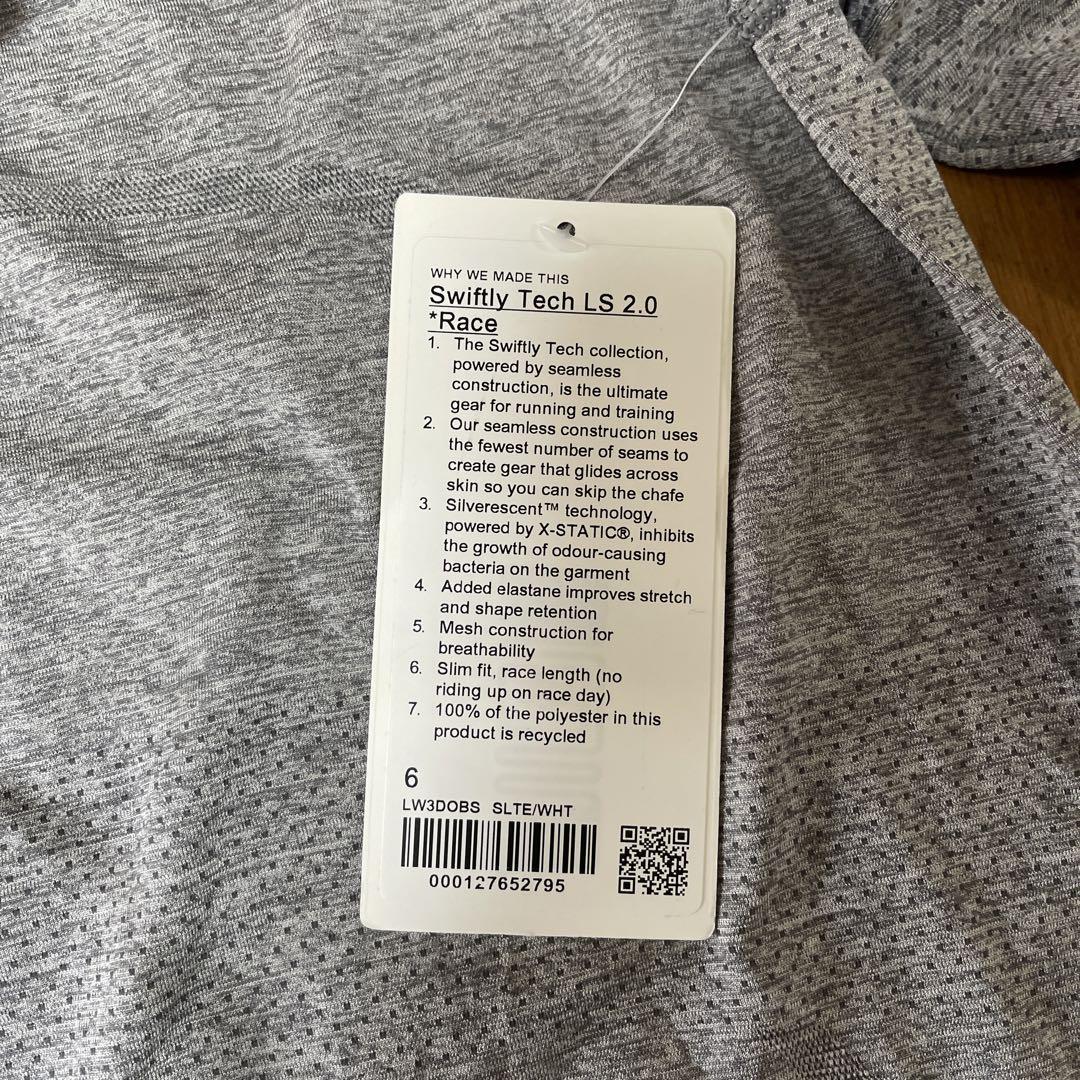 WHY WE MADE THIS
Swiftly Tech LS 2.0
*Race
1. The Swiftly Tech collection,
powered by seamless
construction, is the ultimate
gear for running and training
2. Our seamless construction uses
the fewest number of seams to
create gear that glides across
skin so you can skip the chafe
3. Silverescent™ technology,
powered by X-STATIC®, inhibits
the growth of odour-causing
bacteria on the garment
4. Added elastane improves stretch
and shape retention
5. Mesh construction for
breathability
6. Slim fit, race length (no
riding up on race day)
7. 100% of the polyester in this
product is recycled
6
LW3DOBS SLTE/WHT
000127652795